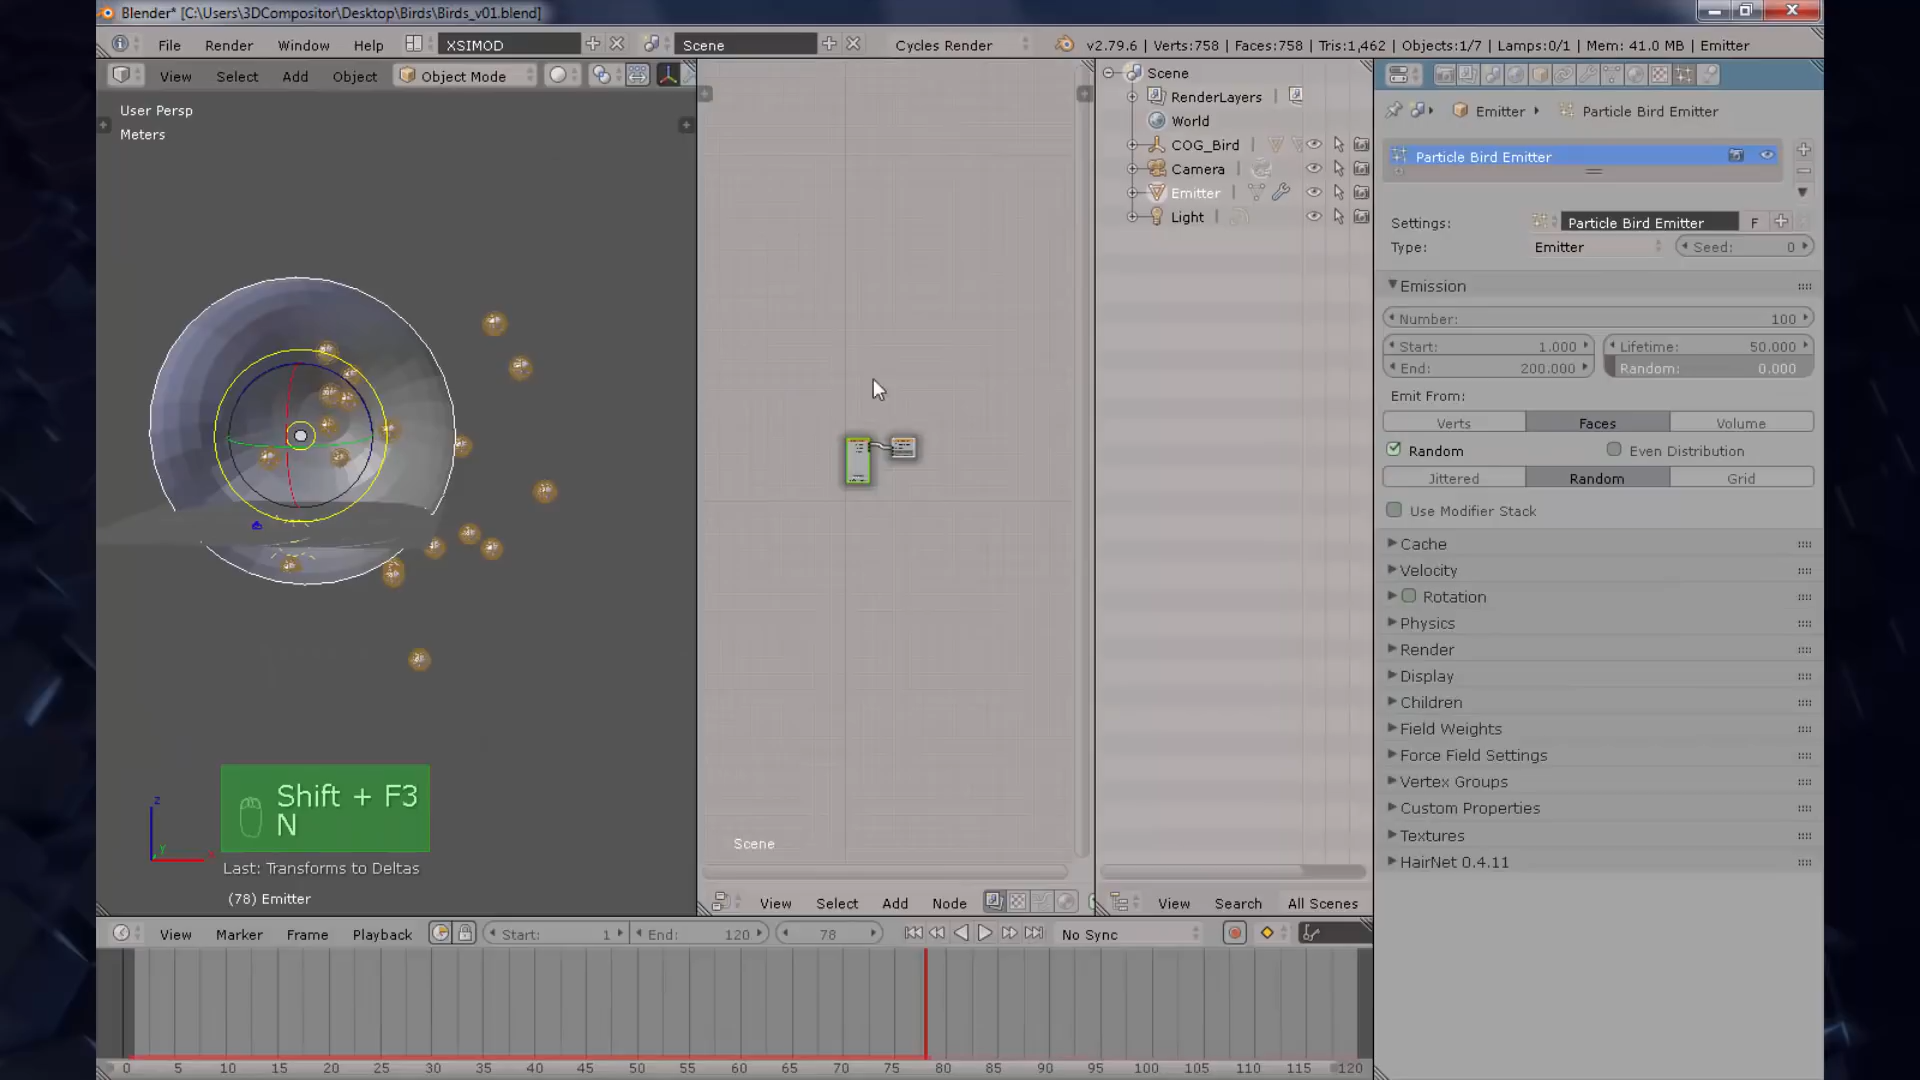 Blender* [C:\Users\3DCompositor\Desktop\Birds\Birds_v01.blend]
File Render Window Help XSIMOD Scene Cycles Render v2.79.6 | Verts:758 | Faces:758 | Tris:1,462 | Objects:1/7 | Lamps:0/1 | Mem: 41.0 MB | Emitter
View Select Add Object Object Mode
User Persp
Meters
z
y
Shift + F3
N
Last: Transforms to Deltas
(78) Emitter
Scene
View Select Add Node
Scene
RenderLayers
World
COG_Bird
Camera
Emitter
Light
View Search All Scenes
Emitter Particle Bird Emitter
Particle Bird Emitter
Settings: Particle Bird Emitter F
Type: Emitter Seed: 0
Emission
Number: 100
Start: 1.000 Lifetime: 50.000
End: 200.000 Random: 0.000
Emit From:
Verts Faces Volume
Random Even Distribution
Jittered Random Grid
Use Modifier Stack
Cache
Velocity
Rotation
Physics
Render
Display
Children
Field Weights
Force Field Settings
Vertex Groups
Custom Properties
Textures
HairNet 0.4.11
View Marker Frame Playback Start: 1 End: 120 78 No Sync
0 5 10 15 20 25 30 35 40 45 50 55 60 65 70 75 80 85 90 95 100 105 110 115 120